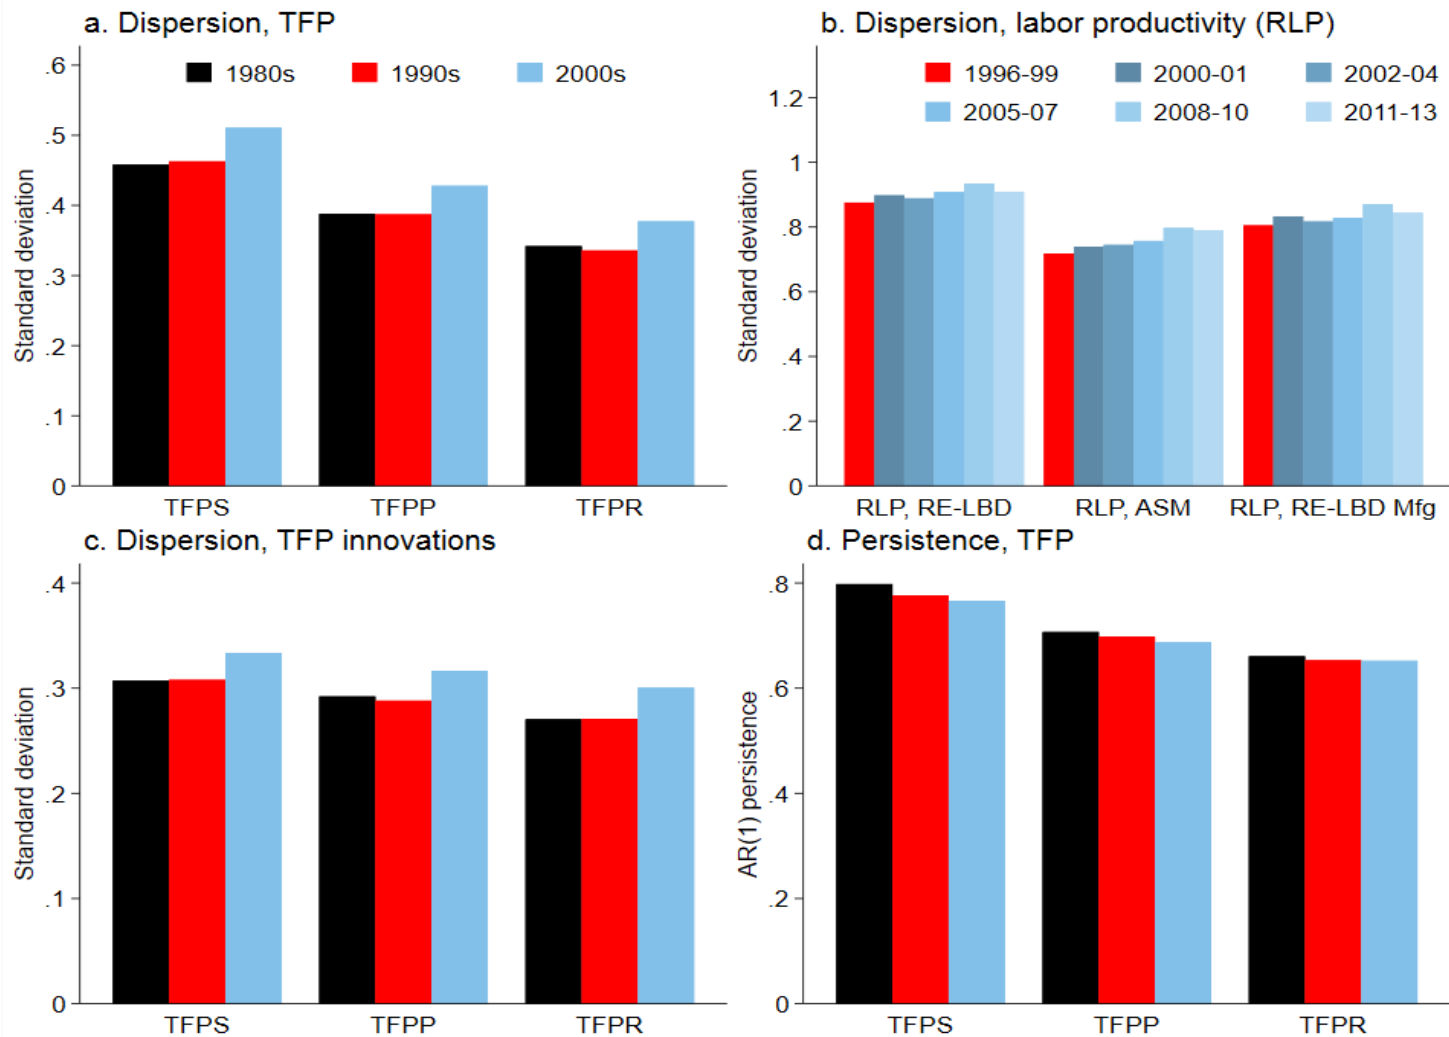 a. Dispersion, TFP
.6
.5
.4
.3
.2
.1
0
Standard deviation
1980s 1990s 2000s
TFPS TFPP TFPR
b. Dispersion, labor productivity (RLP)
1.2
1
.8
.6
.4
.2
0
Standard deviation
1996-99 2000-01 2002-04
2005-07 2008-10 2011-13
RLP, RE-LBD RLP, ASM RLP, RE-LBD Mfg
c. Dispersion, TFP innovations
.4
.3
.2
.1
0
Standard deviation
TFPS TFPP TFPR
d. Persistence, TFP
.8
.6
.4
.2
0
AR(1) persistence
TFPS TFPP TFPR